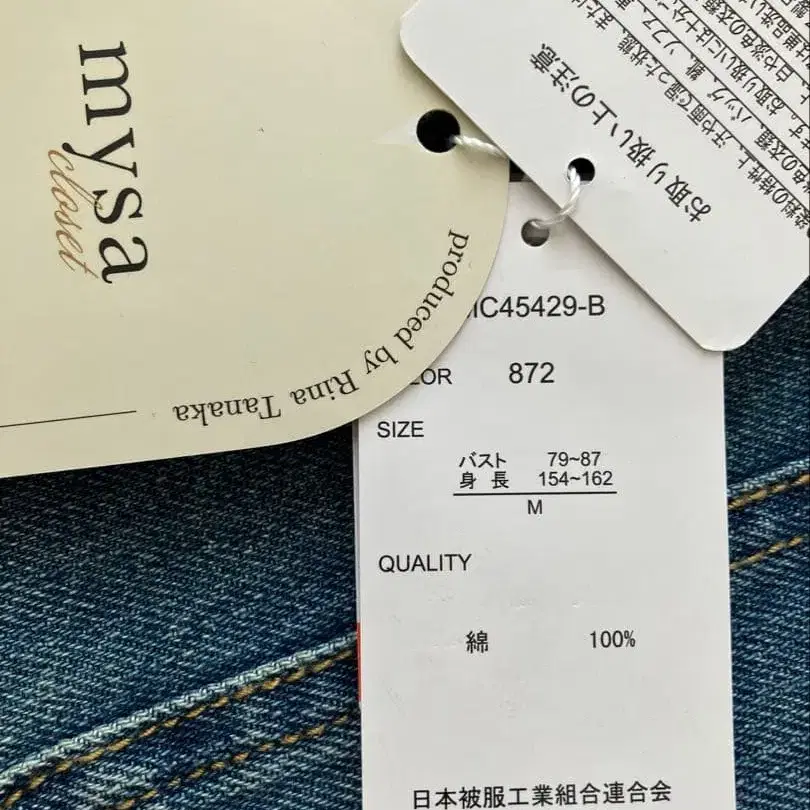 mysa
closet
produced by Rina Tanaka
お取り扱い上の注意
C45429-B
LOR 872
SIZE
バスト 79~87
身長 154~162
M
QUALITY
綿 100%
日本被服工業組合連合会